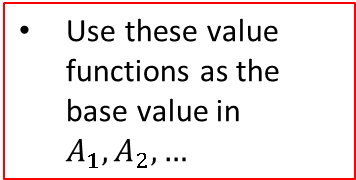 • Use these value
functions as the
base value in
A₁, A₂, ...